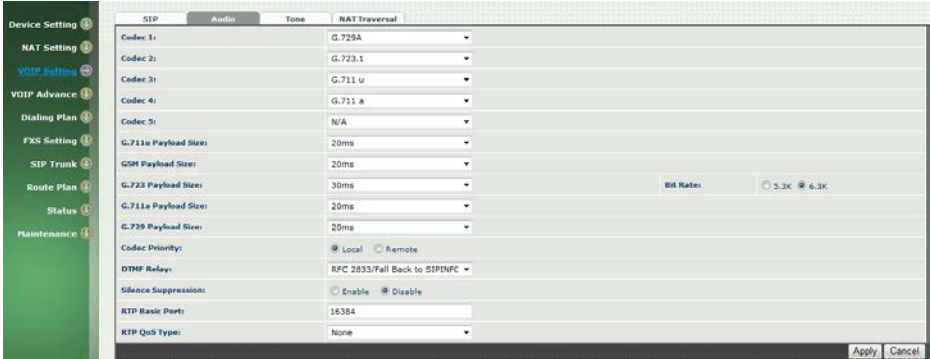 SIP Audio Tone NAT Traversal
Device Setting
NAT Setting
VOIP Setting
VOIP Advance
Dialing Plan
FXS Setting
SIP Trunk
Route Plan
Status
Maintenance
Codec 1: G.729A
Codec 2: G.723.1
Codec 3: G.711 u
Codec 4: G.711 a
Codec 5: N/A
G.711u Payload Size: 20ms
GSM Payload Size: 20ms
G.723 Payload Size: 30ms Bit Rate: 5.3K 6.3K
G.711a Payload Size: 20ms
G.729 Payload Size: 20ms
Codec Priority: Local Remote
DTMF Relay: RFC 2833/Fall Back to SIPINFO
Silence Suppression: Enable Disable
RTP Basic Port: 16384
RTP QoS Type: None
Apply Cancel